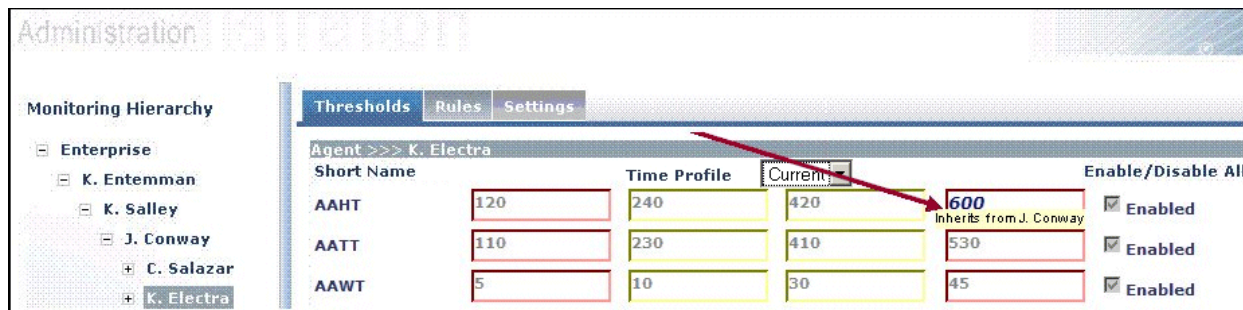 Administration
Monitoring Hierarchy
Enterprise
K. Entemman
K. Salley
J. Conway
C. Salazar
K. Electra
Thresholds Rules Settings
Agent >>> K. Electra
Short Name Time Profile Current Enable/Disable All
AAHT 120 240 420 600 Enabled
Inherits from J. Conway
AATT 110 230 410 530 Enabled
AAWT 5 10 30 45 Enabled